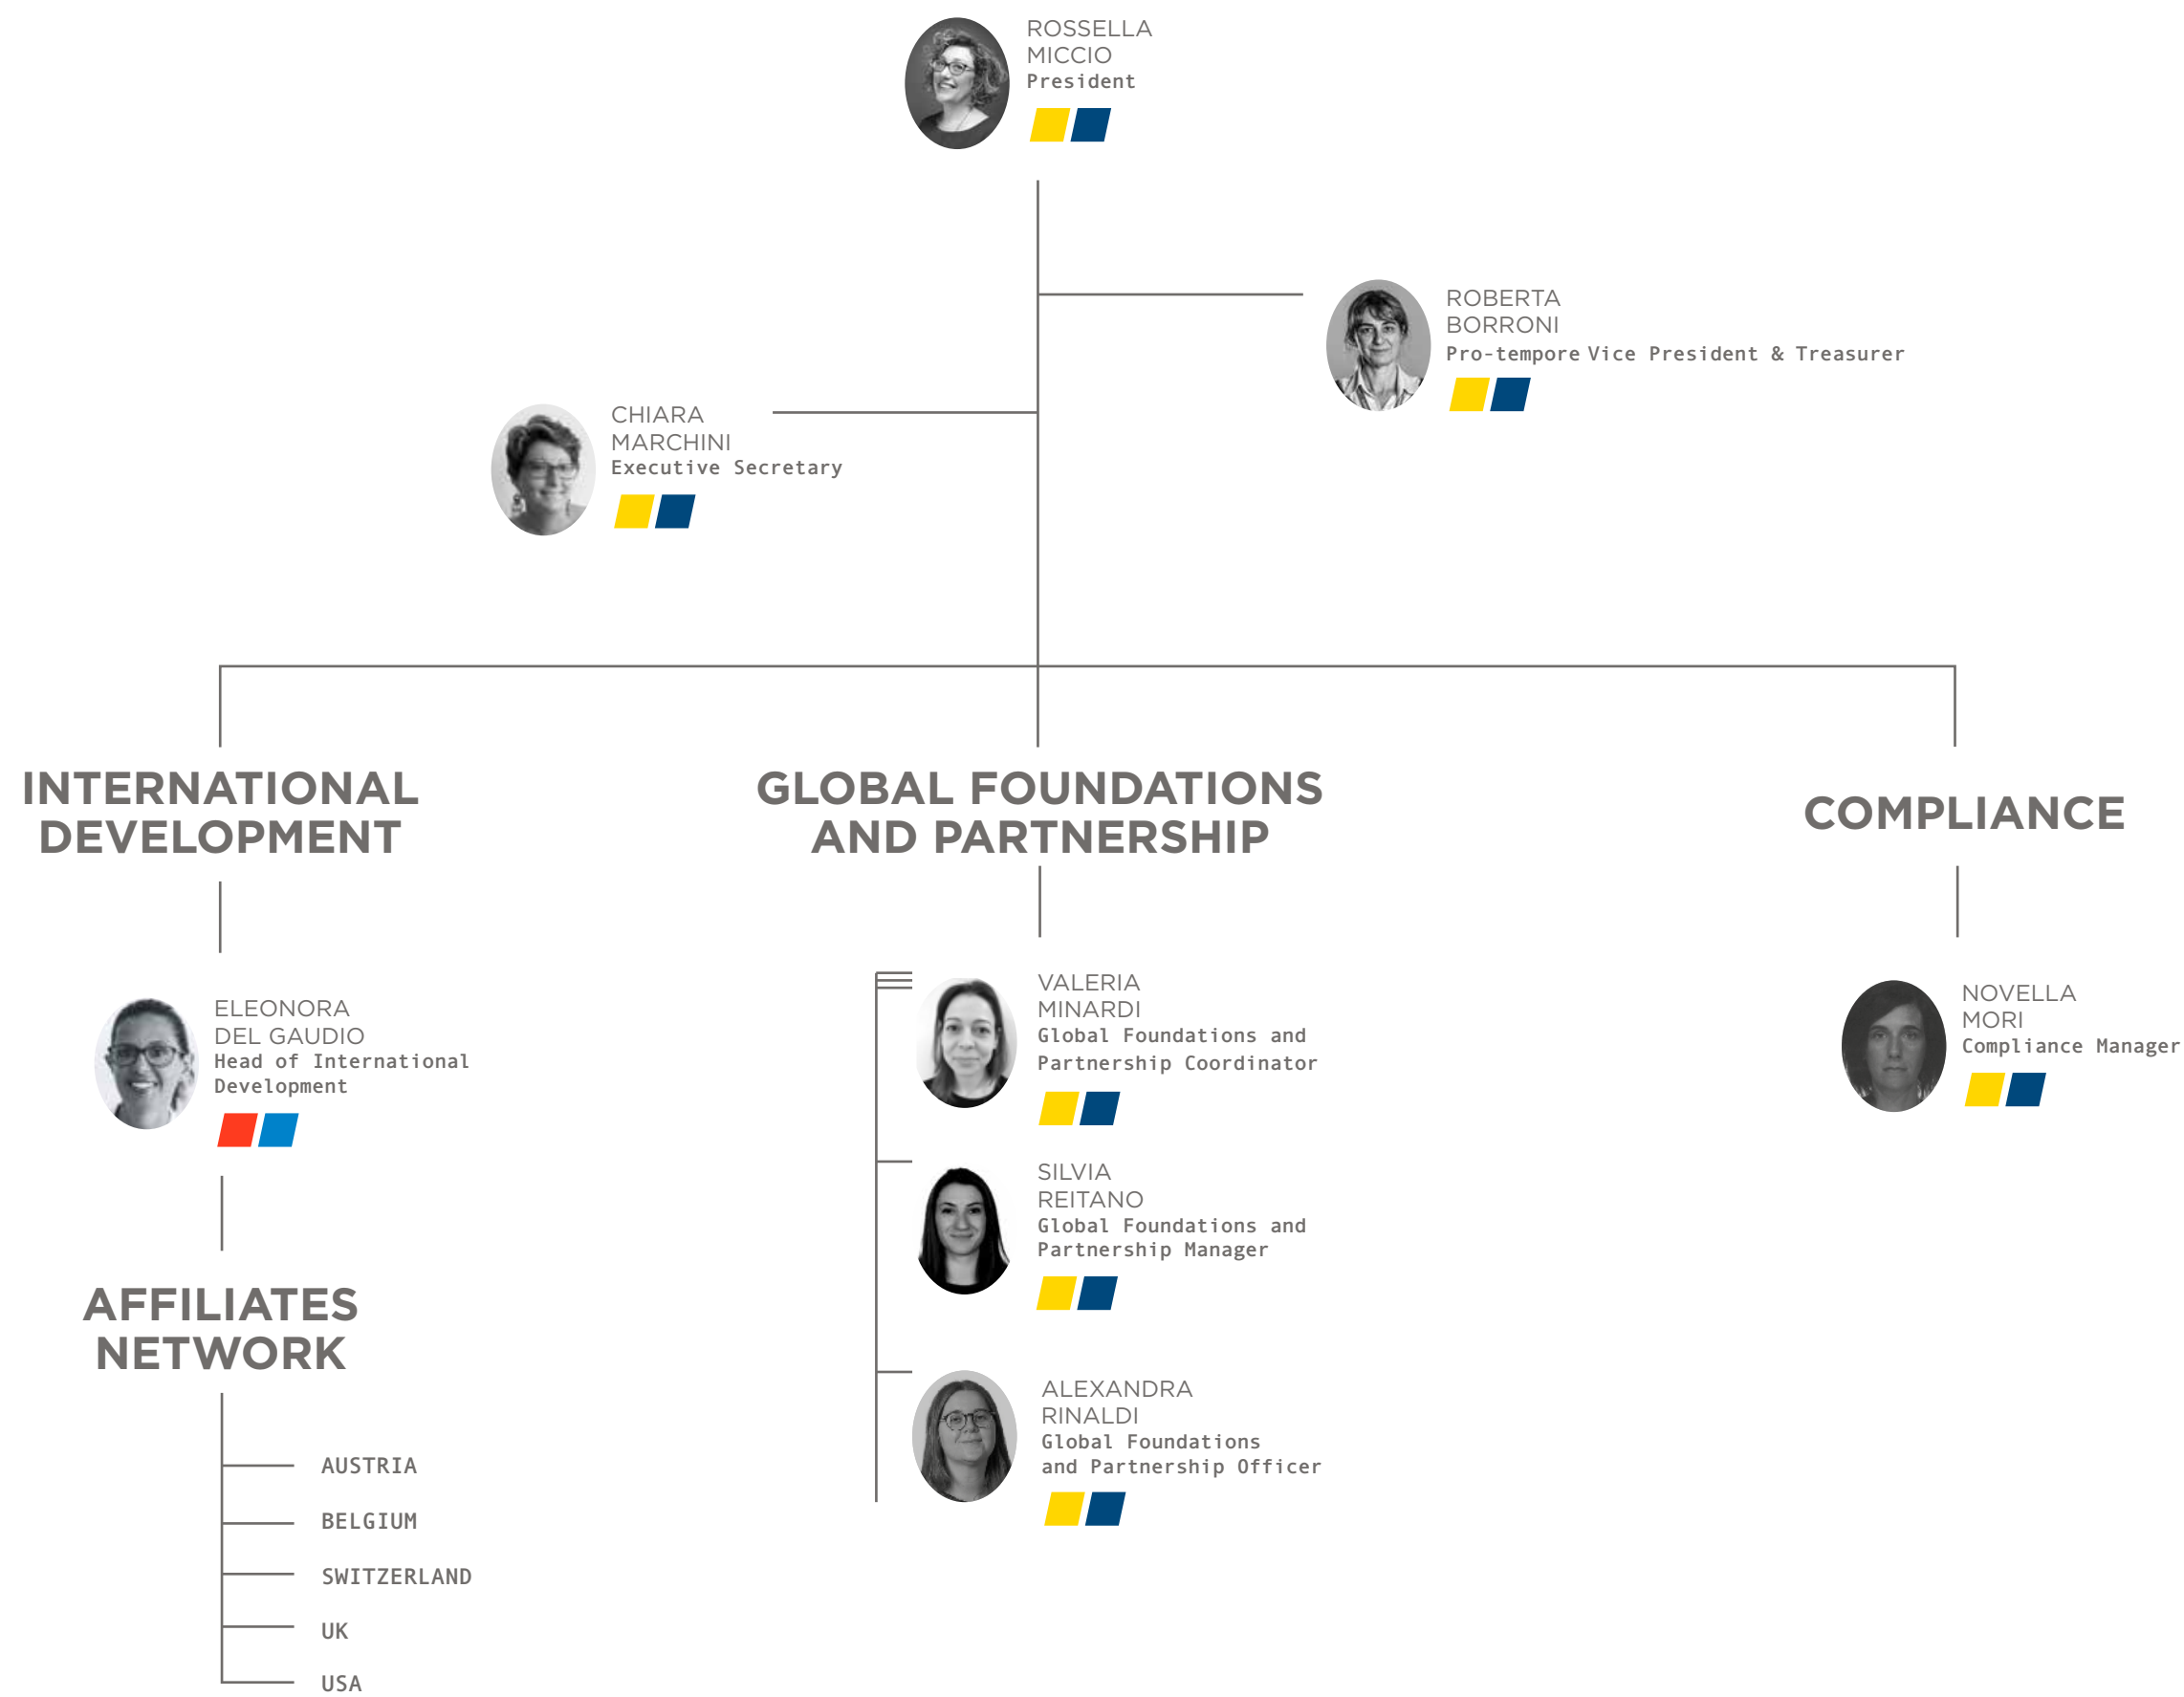 ROSSELLA
MICCIO
President
ROBERTA
BORRONI
Pro-tempore Vice President & Treasurer
CHIARA
MARCHINI
Executive Secretary
INTERNATIONAL
DEVELOPMENT
GLOBAL FOUNDATIONS
AND PARTNERSHIP
COMPLIANCE
ELEONORA
DEL GAUDIO
Head of International
Development
VALERIA
MINARDI
Global Foundations and
Partnership Coordinator
NOVELLA
MORI
Compliance Manager
SILVIA
REITANO
Global Foundations and
Partnership Manager
AFFILIATES
NETWORK
ALEXANDRA
RINALDI
Global Foundations
and Partnership Officer
AUSTRIA
BELGIUM
SWITZERLAND
UK
USA